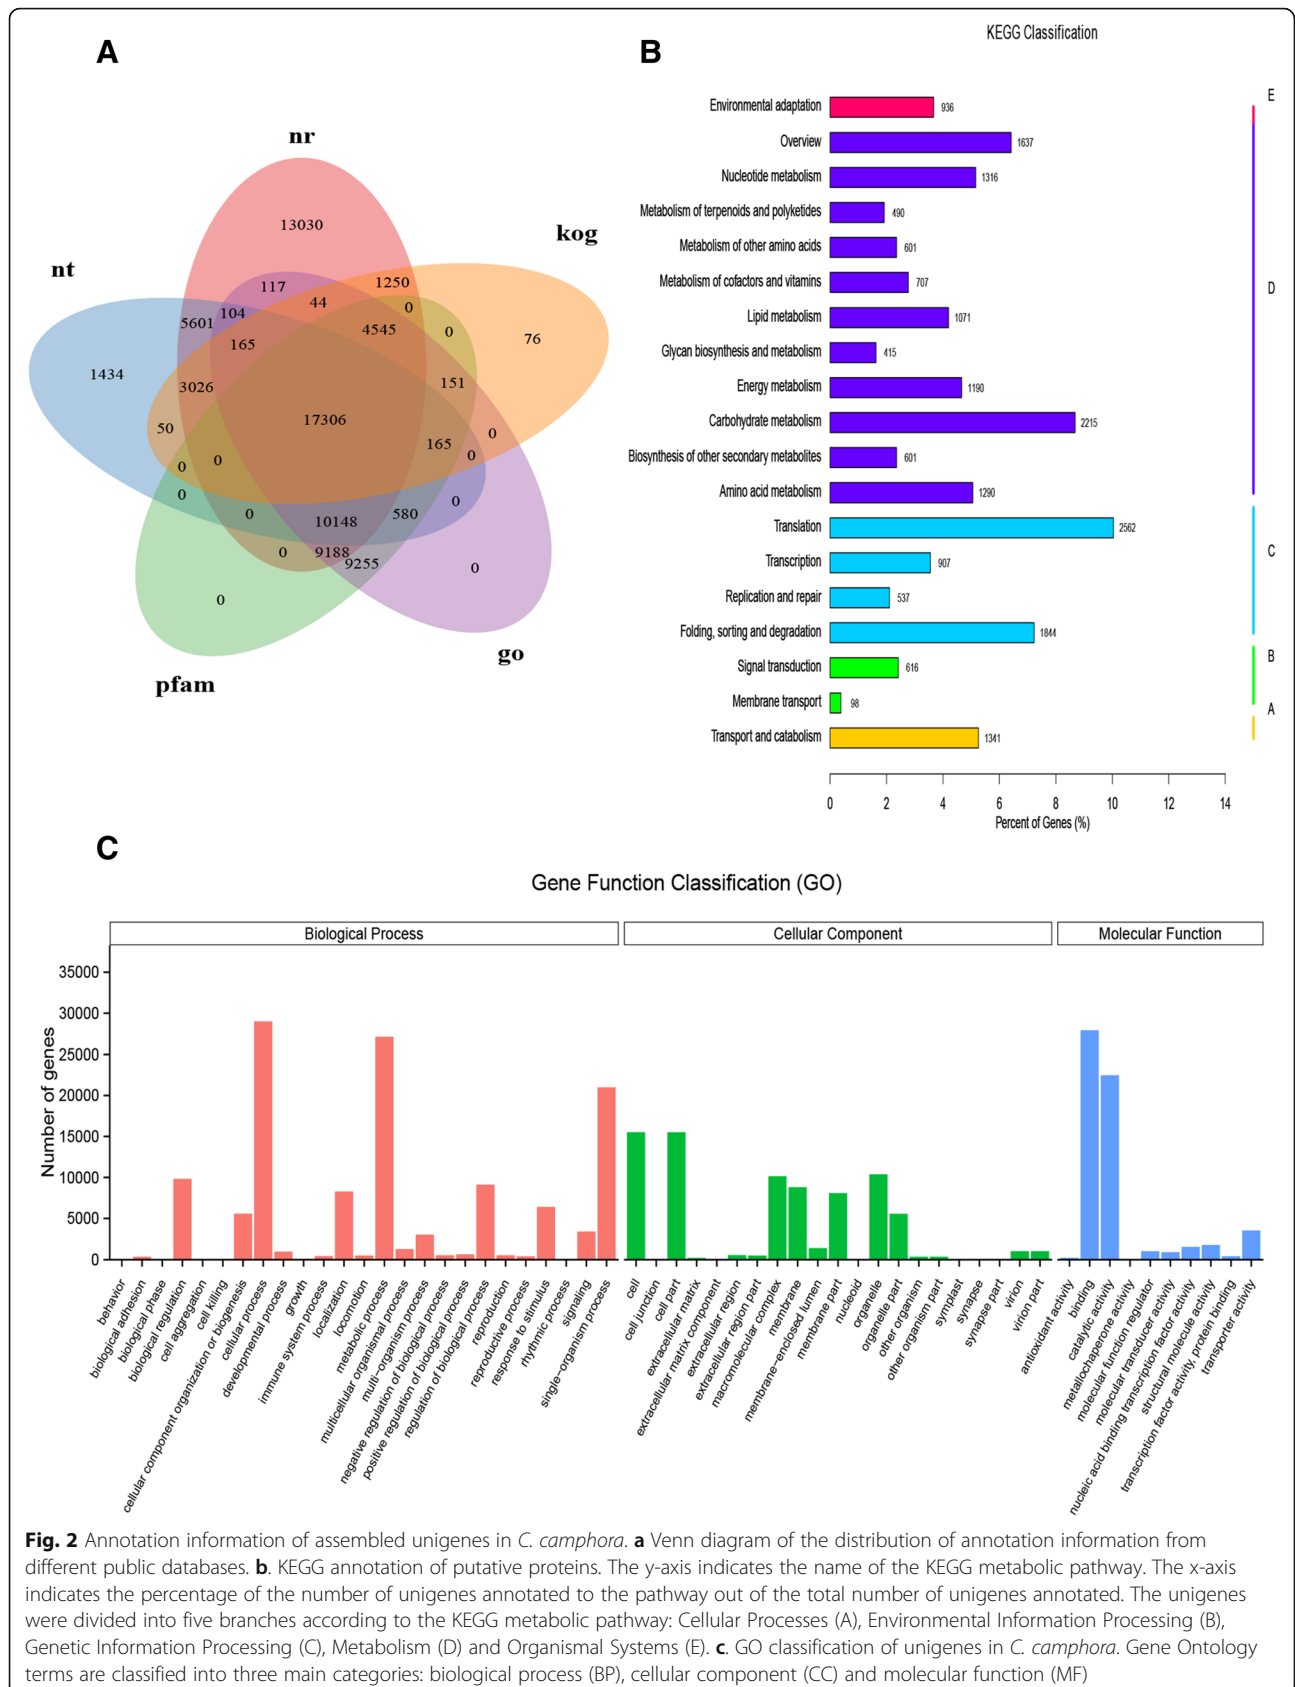 A
nr
kog
nt
pfam
go
13030
117
1250
44
0
104
5601
4545
0
76
165
1434
3026
151
17306
50
0
165
0
0
0
0
0
0
580
10148
0
9188
9255
0
0
B
KEGG Classification
Environmental adaptation 936
Overview 1637
Nucleotide metabolism 1316
Metabolism of terpenoids and polyketides 490
Metabolism of other amino acids 601
Metabolism of cofactors and vitamins 707
Lipid metabolism 1071
Glycan biosynthesis and metabolism 415
Energy metabolism 1190
Carbohydrate metabolism 2215
Biosynthesis of other secondary metabolites 601
Amino acid metabolism 1290
Translation 2562
Transcription 907
Replication and repair 537
Folding, sorting and degradation 1844
Signal transduction 616
Membrane transport 98
Transport and catabolism 1341
E
D
C
B
A
0 2 4 6 8 10 12 14
Percent of Genes (%)
C
Gene Function Classification (GO)
Biological Process Cellular Component Molecular Function
Number of genes
35000
30000
25000
20000
15000
10000
5000
0
behavior
biological adhesion
biological phase
biological regulation
cell aggregation
cell killing
cellular component organization or biogenesis
cellular process
developmental process
growth
immune system process
localization
locomotion
metabolic process
multicellular organismal process
multi-organism process
negative regulation of biological process
positive regulation of biological process
regulation of biological process
reproduction
reproductive process
response to stimulus
rhythmic process
signaling
single-organism process
cell
cell junction
cell part
extracellular matrix
extracellular matrix component
extracellular region
extracellular region part
macromolecular complex
membrane
membrane-enclosed lumen
membrane part
nucleoid
organelle
organelle part
other organism
other organism part
symplast
synapse
synapse part
virion
virion part
antioxidant activity
binding
catalytic activity
metallochaperone activity
molecular function regulator
molecular transducer activity
nucleic acid binding transcription factor activity
structural molecule activity
transcription factor activity, protein binding
transporter activity
Fig. 2 Annotation information of assembled unigenes in C. camphora. a Venn diagram of the distribution of annotation information from
different public databases. b. KEGG annotation of putative proteins. The y-axis indicates the name of the KEGG metabolic pathway. The x-axis
indicates the percentage of the number of unigenes annotated to the pathway out of the total number of unigenes annotated. The unigenes
were divided into five branches according to the KEGG metabolic pathway: Cellular Processes (A), Environmental Information Processing (B),
Genetic Information Processing (C), Metabolism (D) and Organismal Systems (E). c. GO classification of unigenes in C. camphora. Gene Ontology
terms are classified into three main categories: biological process (BP), cellular component (CC) and molecular function (MF)